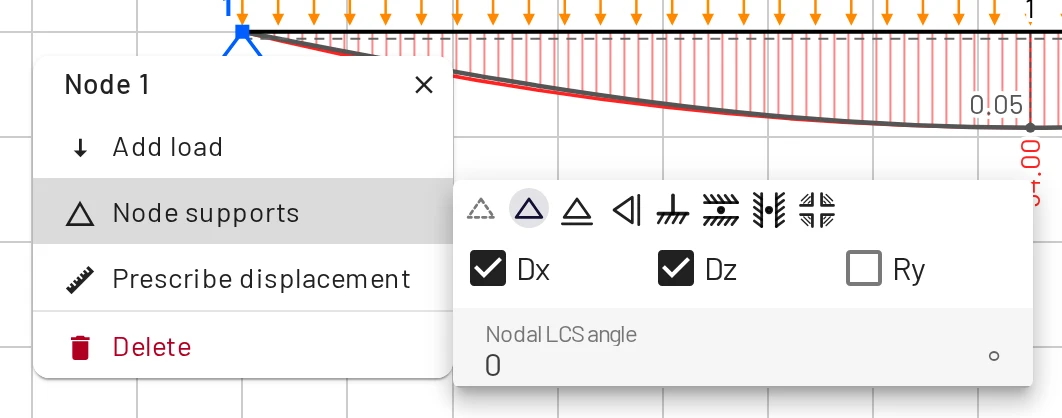 1
1
Node 1
0.05
Add load
Node supports
Prescribe displacement
Delete
Dx
Dz
Ry
Nodal LCS angle
0
°